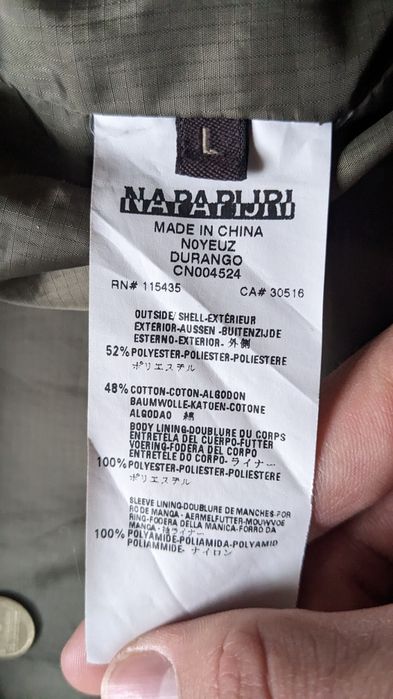 L
NAPAPIJRI
MADE IN CHINA
N0YEUZ
DURANGO
CN004524
RN# 115435 CA# 30516
OUTSIDE/ SHELL-EXTÉRIEUR
EXTERIOR-AUSSEN -BUITENZIJDE
ESTERNO-EXTERIOR- 外側
52% POLYESTER-POLIESTER-POLIESTERE
ポリエステル
48% COTTON-COTON-ALGODON
BAUMWOLLE-KATUEN-COTONE
ALGODAO 綿
BODY LINING-DOUBLURE DU CORPS
ENTRETELA DEL CUERPO-FUTTER
VOERING-FODERA DEL CORPO
ENTRETELE DO CORPO-ライナー
100% POLYESTER-POLIESTER-POLIESTERE
ポリエステル
SLEEVE LINING-DOUBLURE DE MANCHES-FOR
RO DE MANGA - AERMELFUTTER-MOUWVOE
RING-FODERA DELLA MANICA-FORRO DA
MANGA-袖ライナー
100% POLYAMIDE-POLIAMIDA-POLYAMID
POLIAMMIDE- ナイロン